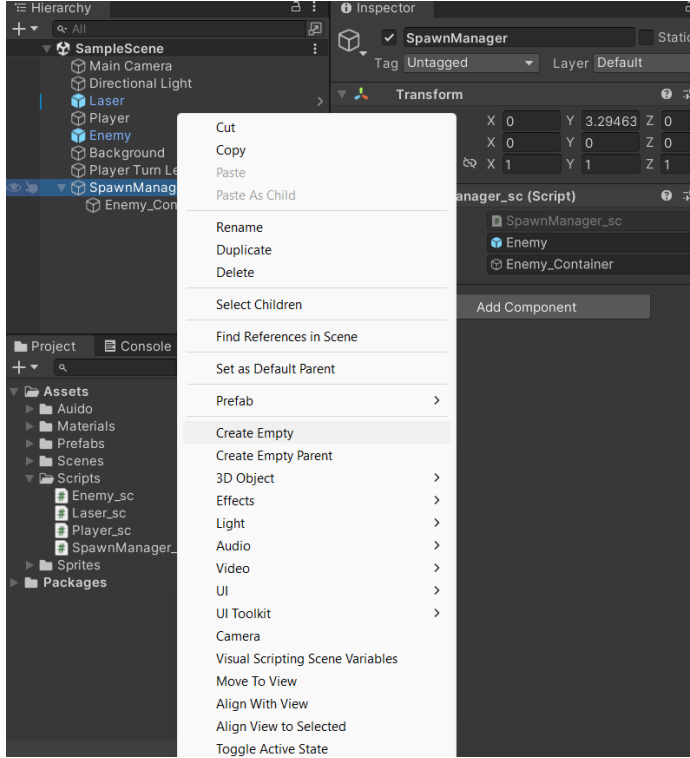 Hierarchy
All
SampleScene
Main Camera
Directional Light
Laser
Player
Enemy
Background
Player Turn Le
SpawnManag
Enemy_Con
Project
Console
Assets
Auido
Materials
Prefabs
Scenes
Scripts
Enemy_sc
Laser_sc
Player_sc
SpawnManager_
Sprites
Packages
Cut
Copy
Paste
Paste As Child
Rename
Duplicate
Delete
Select Children
Find References in Scene
Set as Default Parent
Prefab
Create Empty
Create Empty Parent
3D Object
Effects
Light
Audio
Video
UI
UI Toolkit
Camera
Visual Scripting Scene Variables
Move To View
Align With View
Align View to Selected
Toggle Active State
Inspector
SpawnManager
Static
Tag Untagged Layer Default
Transform
X 0 Y 3.29463 Z 0
X 0 Y 0 Z 0
X 1 Y 1 Z 1
anager_sc (Script)
SpawnManager_sc
Enemy
Enemy_Container
Add Component